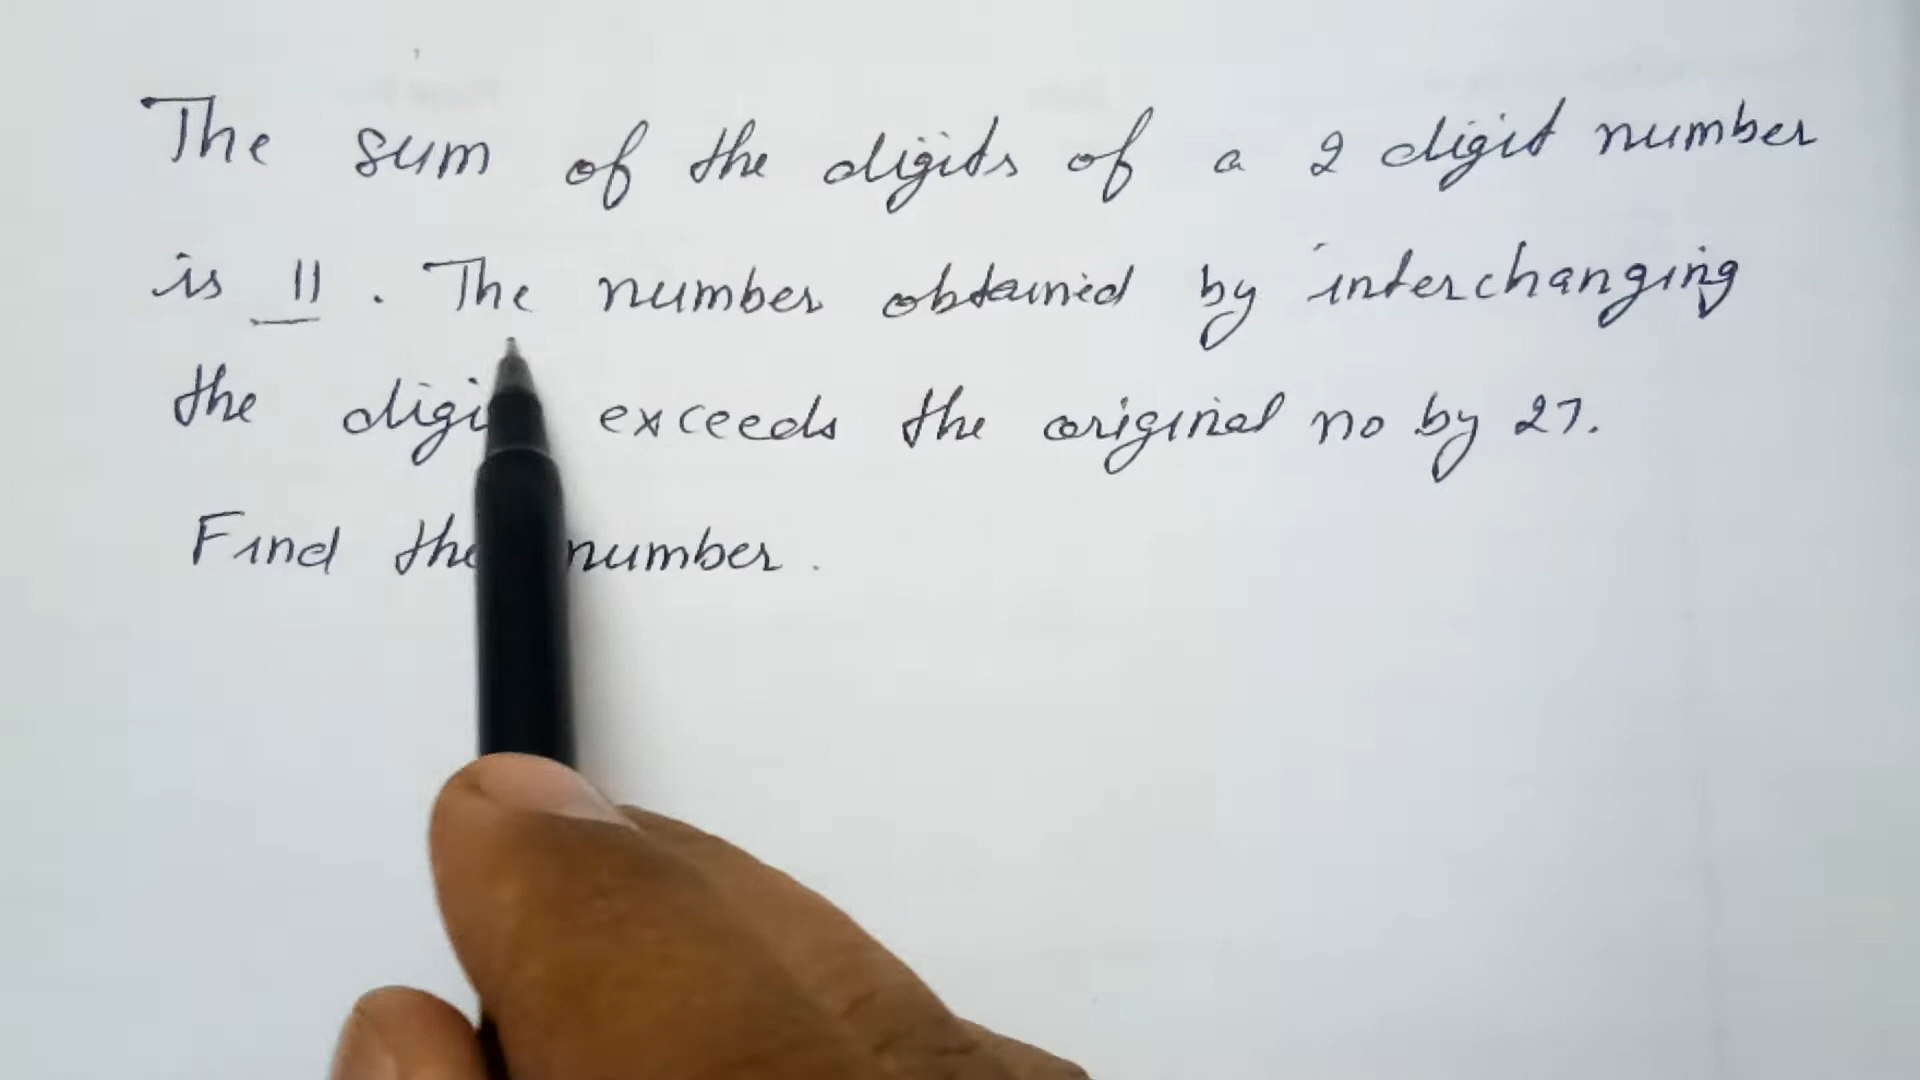 The sum of the digits of a 2 digit number
is 11. The number obtained by interchanging
the digi exceeds the original no by 27.
Find the number.